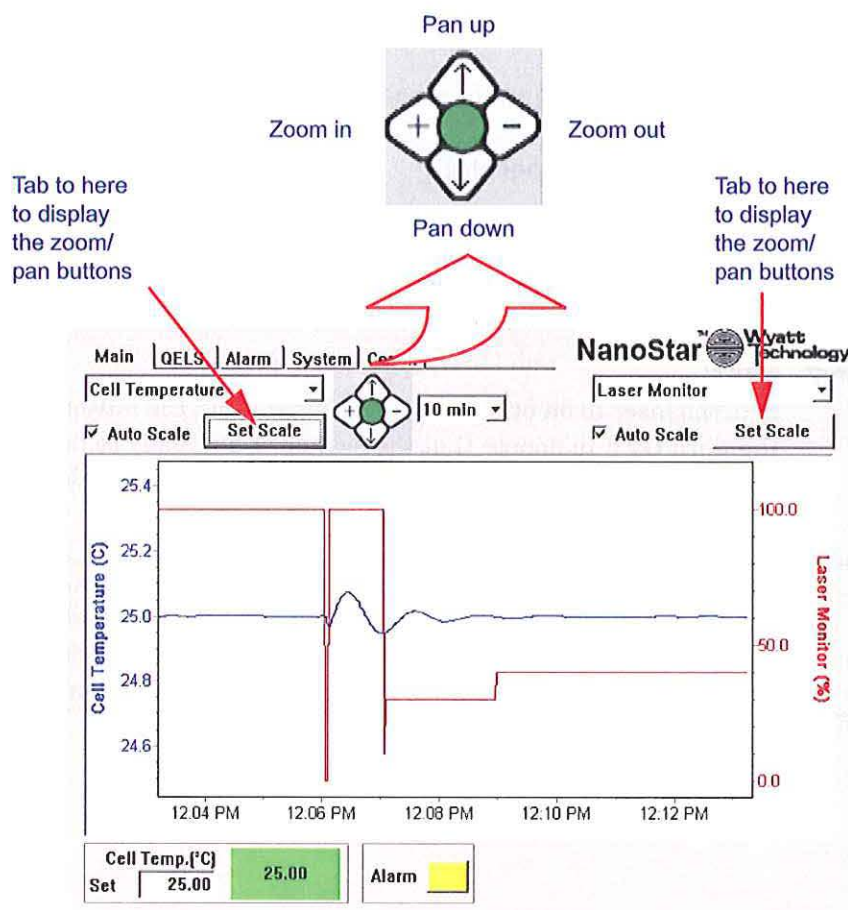 Pan up
Zoom in
Zoom out
Pan down
Tab to here
to display
the zoom/
pan buttons
Tab to here
to display
the zoom/
pan buttons
Main QELS Alarm System
NanoStar™ Wyatt Technology
Cell Temperature
10 min
Laser Monitor
Auto Scale Set Scale
Auto Scale Set Scale
25.4
25.2
25.0
24.8
24.6
Cell Temperature (C)
100.0
50.0
0.0
Laser Monitor (%)
12.04 PM 12.06 PM 12.08 PM 12.10 PM 12.12 PM
Cell Temp.(°C)
Set 25.00
25.00
Alarm